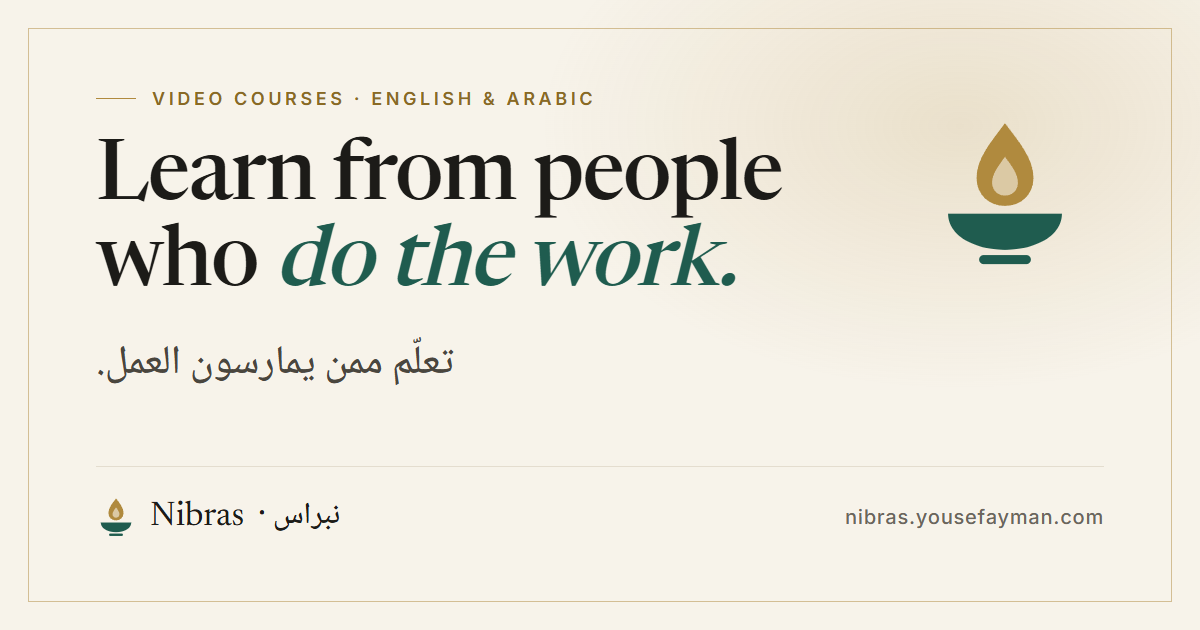 VIDEO COURSES · ENGLISH & ARABIC
Learn from people
who do the work.
تعلّم ممن يمارسون العمل.
Nibras · نبراس
nibras.yousefayman.com